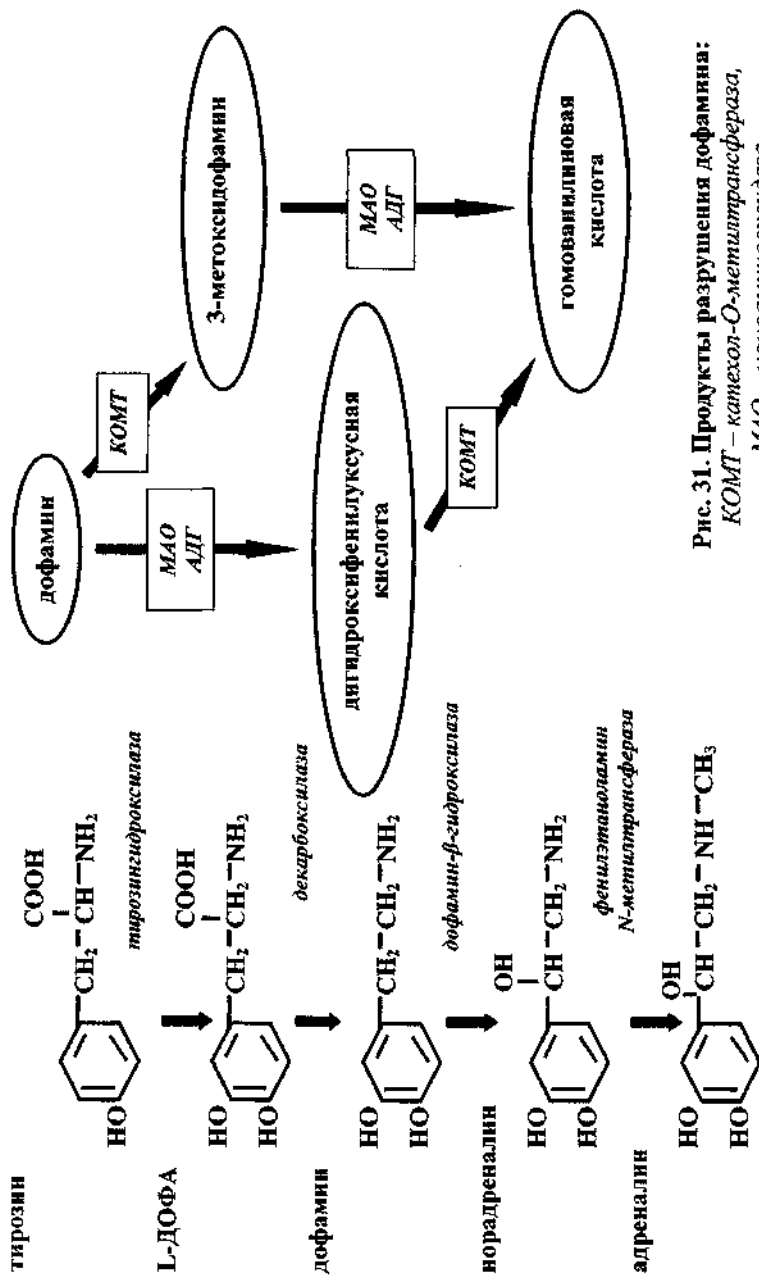 тирозин
COOH
CH₂－CH－NH₂
HO
тирозингидроксилаза
L-ДОФА
COOH
CH₂－CH₂－NH₂
HO
HO
декарбоксилаза
дофамин
CH₂－CH₂－NH₂
HO
HO
дофамин-β-гидроксилаза
норадреналин
OH
CH－CH₂－NH₂
HO
HO
фенилэтаноламин
N-метилтрансфераза
адреналин
OH
CH－CH₂－NH－CH₃
HO
HO
дофамин
КОМТ
МАО
АДГ
3-метоксидофамин
дигидроксифенилуксусная
кислота
МАО
АДГ
КОМТ
гомованилиновая
кислота
Рис. 31. Продукты разрушения дофамина:
КОМТ – катехол-О-метилтрансфераза,
МАО